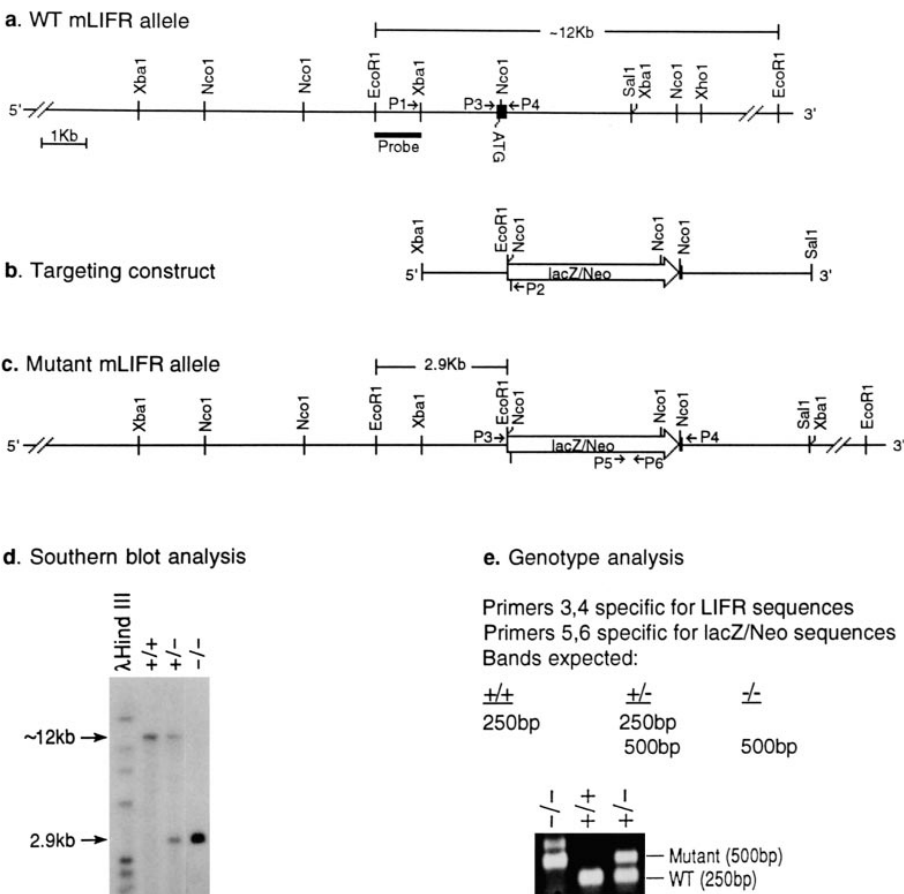 a. WT mLIFR allele
~12Kb
Xba1 Nco1 Nco1 EcoR1 Xba1 Nco1 Sal1 Xba1 Nco1 Xho1 EcoR1
P1→ P3→ ←P4
5' 3'
1Kb
Probe
ATG
b. Targeting construct
Xba1 EcoR1 Nco1 Nco1 Nco1 Sal1
5' lacZ/Neo 3'
←P2
c. Mutant mLIFR allele
2.9Kb
Xba1 Nco1 Nco1 EcoR1 Xba1 EcoR1 Nco1 Nco1 Nco1 Sal1 Xba1 EcoR1
P3→ ←P4
5' lacZ/Neo 3'
P5→ ←P6
d. Southern blot analysis
λHind III +/+ +/- -/-
~12kb →
2.9kb →
e. Genotype analysis
Primers 3,4 specific for LIFR sequences
Primers 5,6 specific for lacZ/Neo sequences
Bands expected:
+/+ +/- -/-
250bp 250bp
500bp 500bp
-/- +/+ +/-
Mutant (500bp)
WT (250bp)